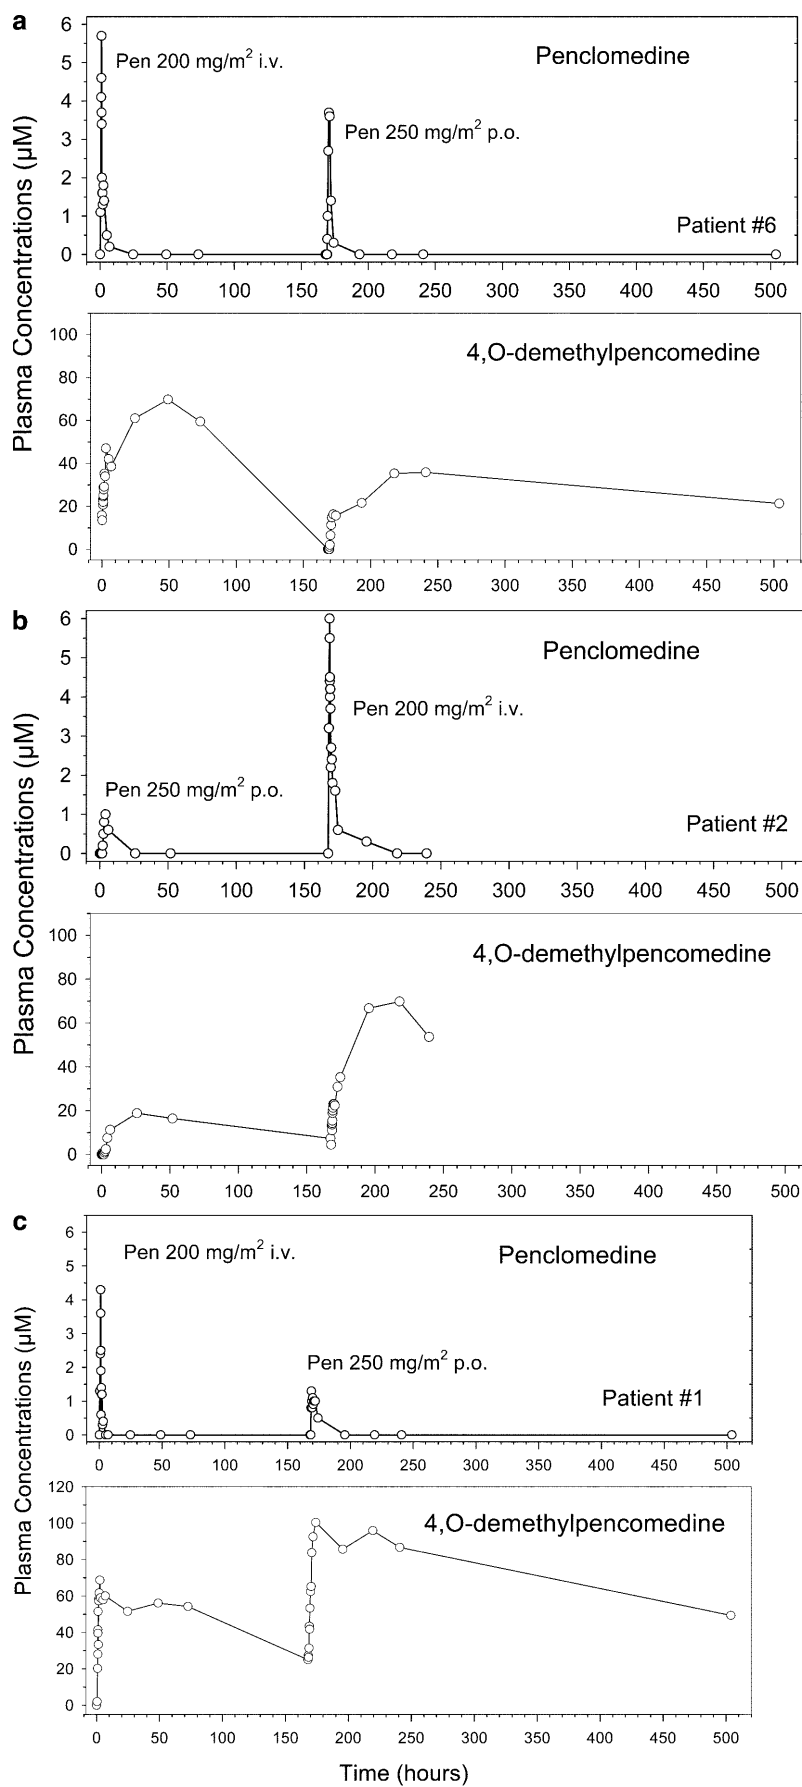 a
Plasma Concentrations (µM)
6
5
4
3
2
1
0
Pen 200 mg/m2 i.v.
Penclomedine
Pen 250 mg/m2 p.o.
Patient #6
0 50 100 150 200 250 300 350 400 450 500
100
80
60
40
20
0
4,O-demethylpencomedine
0 50 100 150 200 250 300 350 400 450 500
b
Plasma Concentrations (µM)
6
5
4
3
2
1
0
Penclomedine
Pen 200 mg/m2 i.v.
Pen 250 mg/m2 p.o.
Patient #2
0 50 100 150 200 250 300 350 400 450 500
100
80
60
40
20
0
4,O-demethylpencomedine
0 50 100 150 200 250 300 350 400 450 500
c
Plasma Concentrations (µM)
6
5
4
3
2
1
0
Pen 200 mg/m2 i.v.
Penclomedine
Pen 250 mg/m2 p.o.
Patient #1
0 50 100 150 200 250 300 350 400 450 500
120
100
80
60
40
20
0
4,O-demethylpencomedine
0 50 100 150 200 250 300 350 400 450 500
Time (hours)